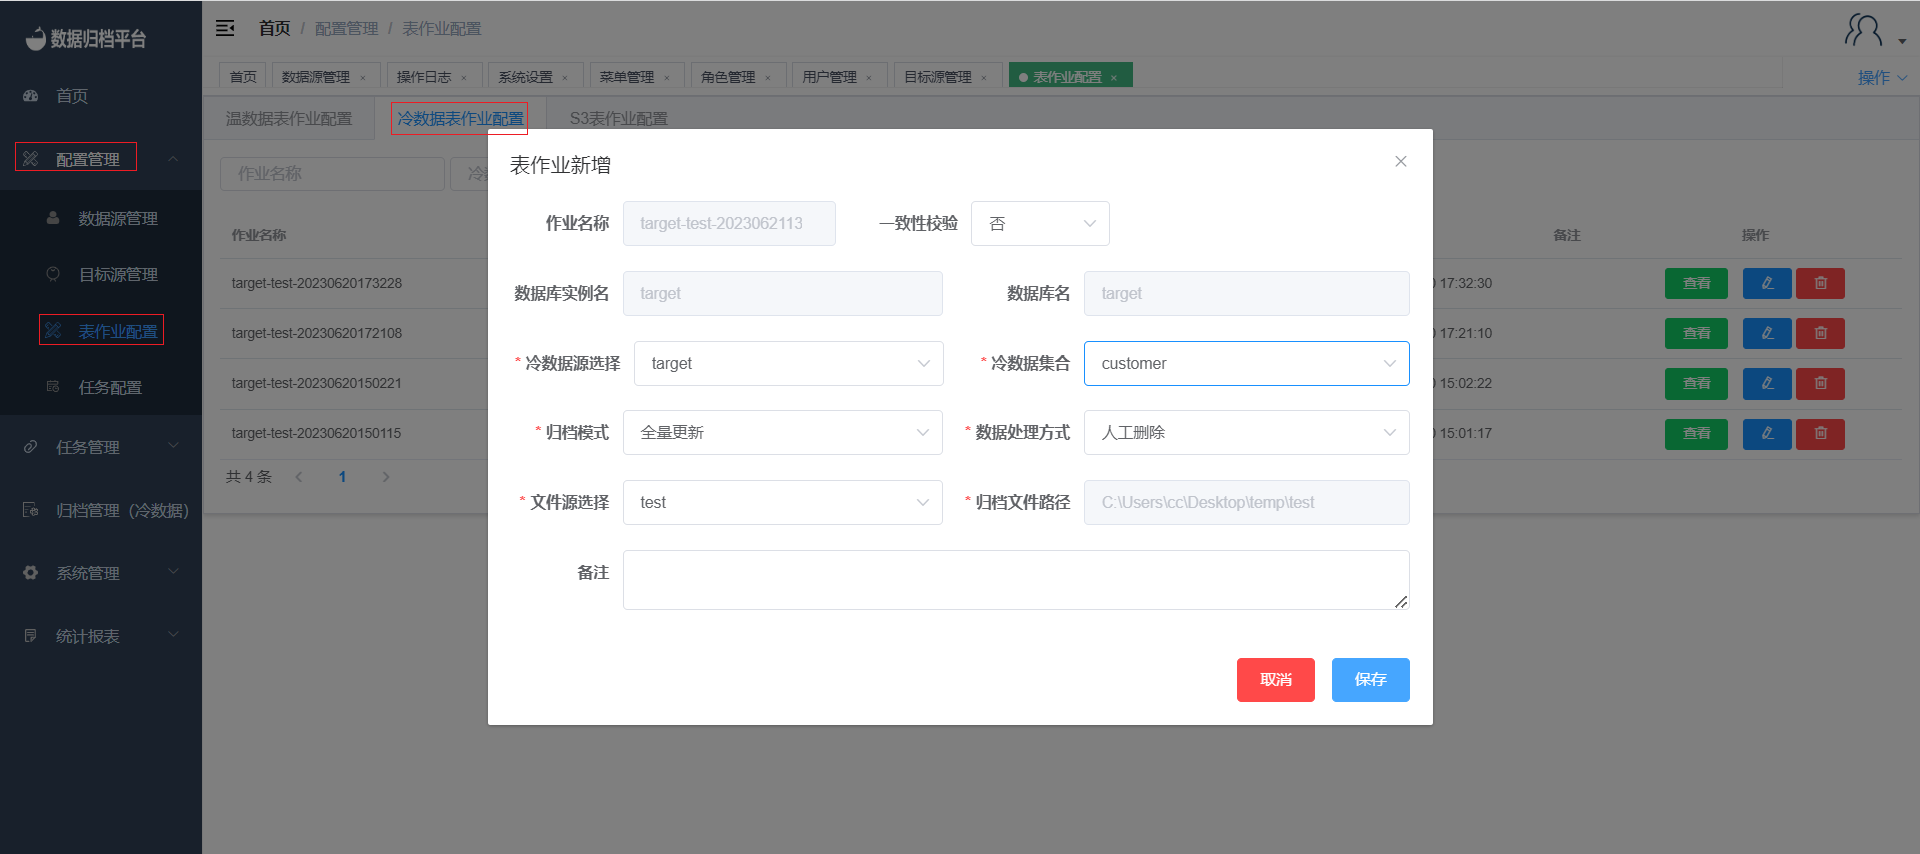 数据归档平台
首页
配置管理
数据源管理
目标源管理
表作业配置
任务配置
任务管理
归档管理（冷数据）
系统管理
统计报表
首页 / 配置管理 / 表作业配置
首页 数据源管理 × 操作日志 × 系统设置 × 菜单管理 × 角色管理 × 用户管理 × 目标源管理 × 表作业配置 × 操作
温数据表作业配置 冷数据表作业配置 S3表作业配置
作业名称
作业名称 备注 操作
target-test-20230620173228 17:32:30 查看
target-test-20230620172108 17:21:10 查看
target-test-20230620150221 15:02:22 查看
target-test-20230620150115 15:01:17 查看
共 4 条 1
表作业新增
作业名称 target-test-2023062113 一致性校验 否
数据库实例名 target 数据库名 target
* 冷数据源选择 target * 冷数据集合 customer
* 归档模式 全量更新 * 数据处理方式 人工删除
* 文件源选择 test * 归档文件路径 C:\Users\cc\Desktop\temp\test
备注
取消 保存